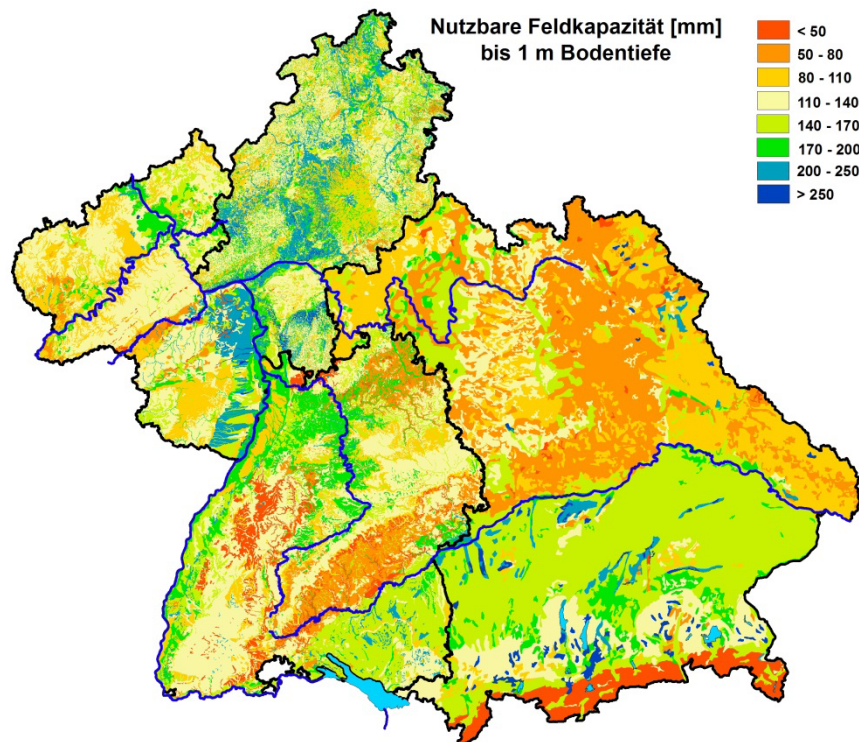 Nutzbare Feldkapazität [mm]
bis 1 m Bodentiefe
< 50
50 - 80
80 - 110
110 - 140
140 - 170
170 - 200
200 - 250
> 250